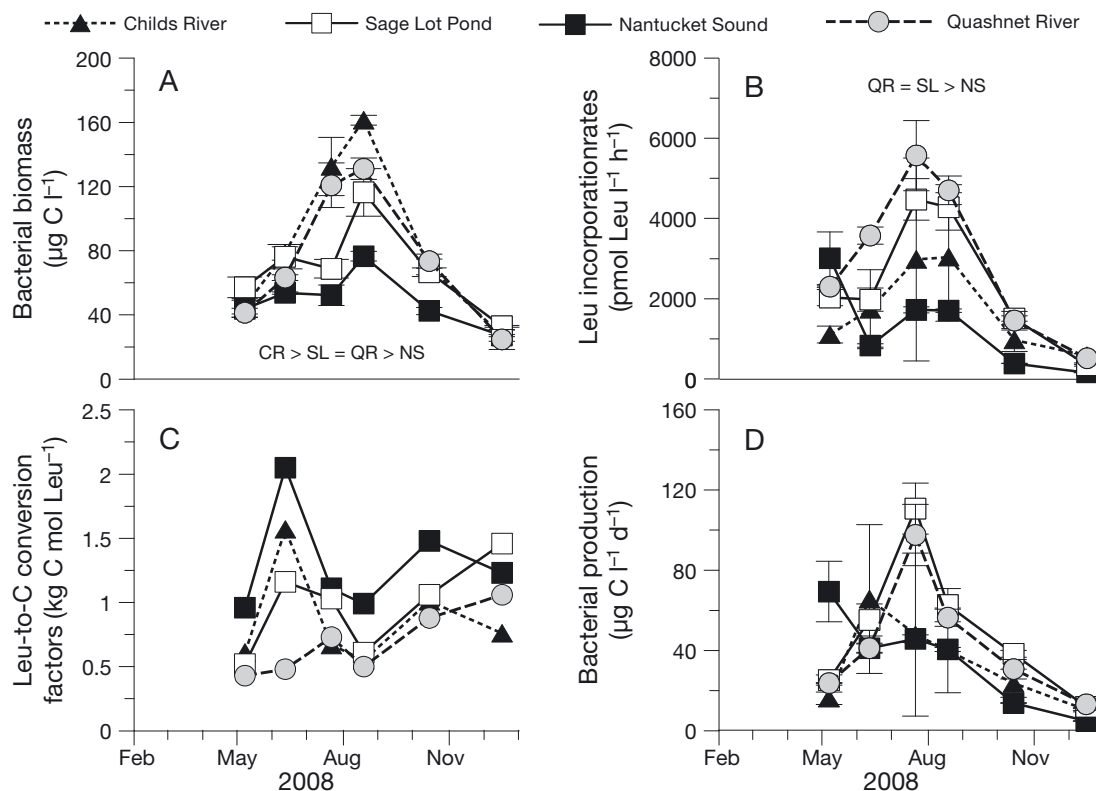 Childs River
Sage Lot Pond
Nantucket Sound
Quashnet River
A
Bacterial biomass
(µg C l⁻¹)
200
160
120
80
40
0
CR > SL = QR > NS
B
Leu incorporationrates
(pmol Leu l⁻¹ h⁻¹)
8000
6000
4000
2000
0
QR = SL > NS
C
Leu-to-C conversion
factors (kg C mol Leu⁻¹)
2.5
2
1.5
1
0.5
0
Feb
May
Aug
Nov
2008
D
Bacterial production
(µg C l⁻¹ d⁻¹)
160
120
80
40
0
Feb
May
Aug
Nov
2008